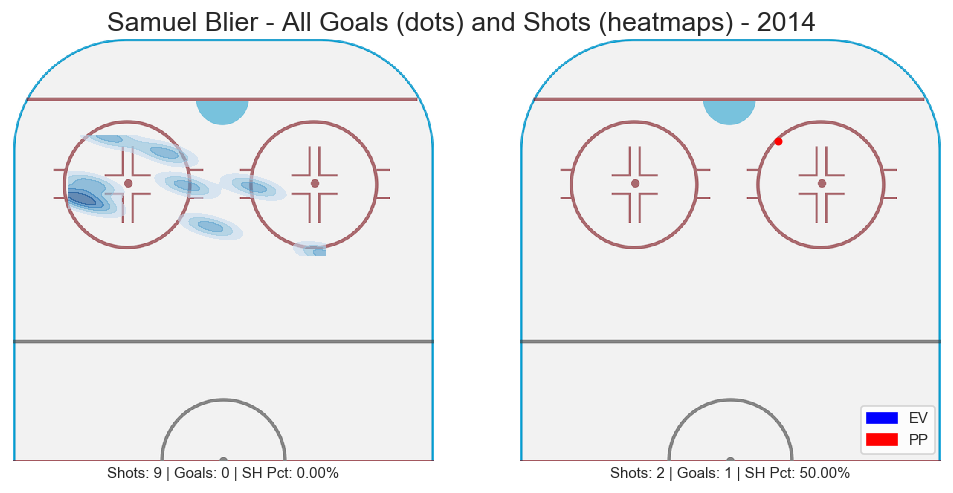 Samuel Blier - All Goals (dots) and Shots (heatmaps) - 2014
EV
PP
Shots: 9 | Goals: 0 | SH Pct: 0.00%
Shots: 2 | Goals: 1 | SH Pct: 50.00%